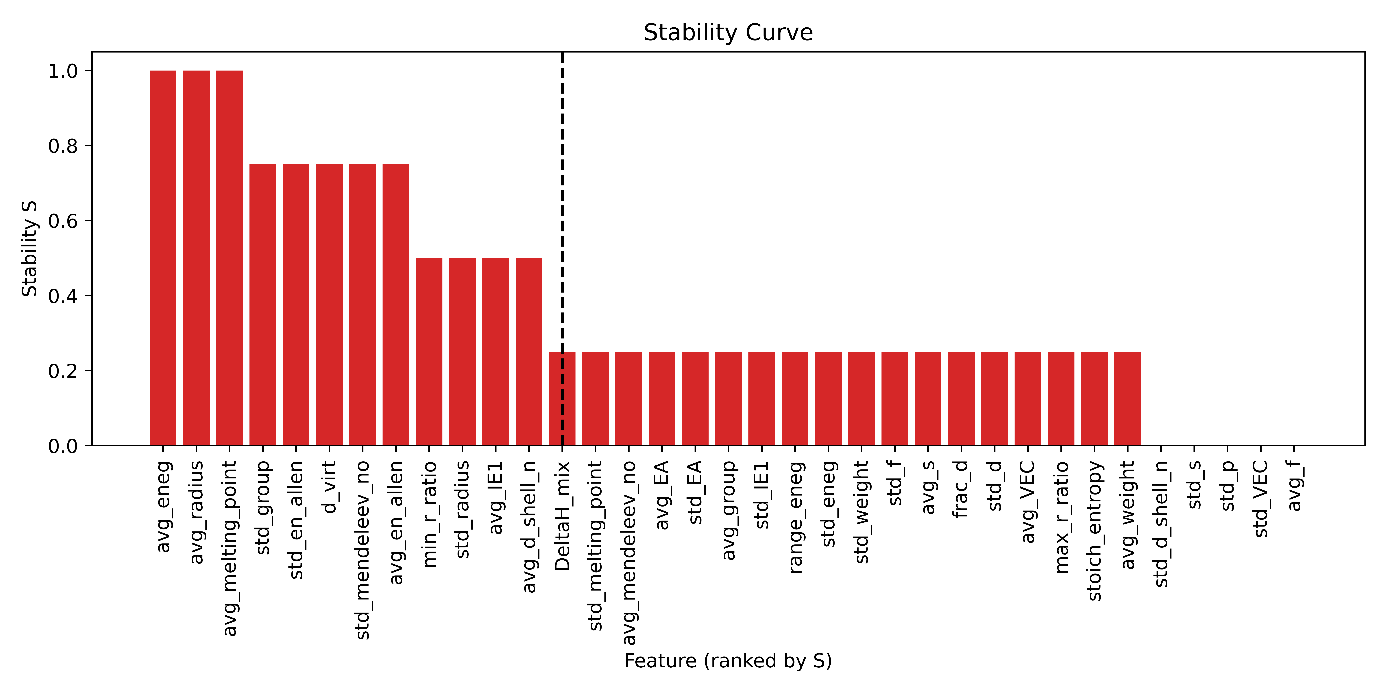 Stability Curve
Stability S
1.0
0.8
0.6
0.4
0.2
0.0
avg_eneg
avg_radius
avg_melting_point
std_group
std_en_allen
d_virt
std_mendeleev_no
avg_en_allen
min_r_ratio
std_radius
avg_IE1
avg_d_shell_n
DeltaH_mix
std_melting_point
avg_mendeleev_no
avg_EA
std_EA
avg_group
std_IE1
range_eneg
std_eneg
std_weight
std_f
avg_s
frac_d
std_d
avg_VEC
max_r_ratio
stoich_entropy
avg_weight
std_d_shell_n
std_s
std_p
std_VEC
avg_f
Feature (ranked by S)